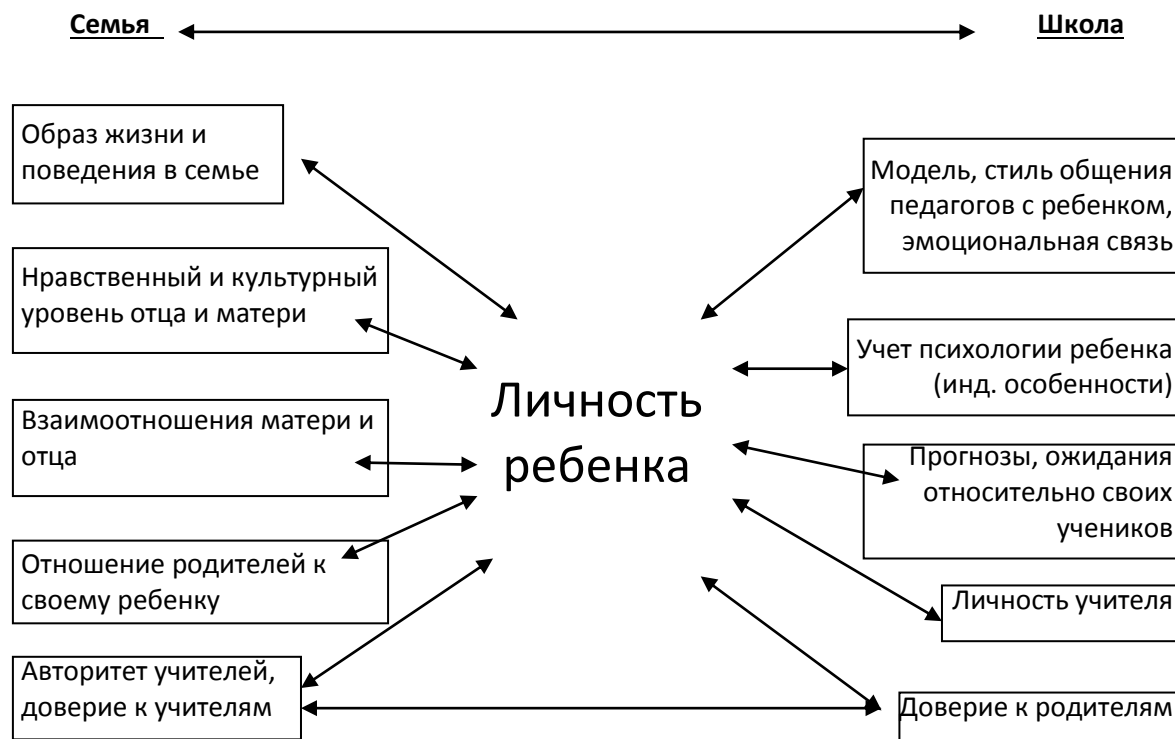 Семья
Школа
Образ жизни и
поведения в семье
Нравственный и культурный
уровень отца и матери
Взаимоотношения матери и
отца
Отношение родителей к
своему ребенку
Авторитет учителей,
доверие к учителям
Личность
ребенка
Модель, стиль общения
педагогов с ребенком,
эмоциональная связь
Учет психологии ребенка
(инд. особенности)
Прогнозы, ожидания
относительно своих
учеников
Личность учителя
Доверие к родителям